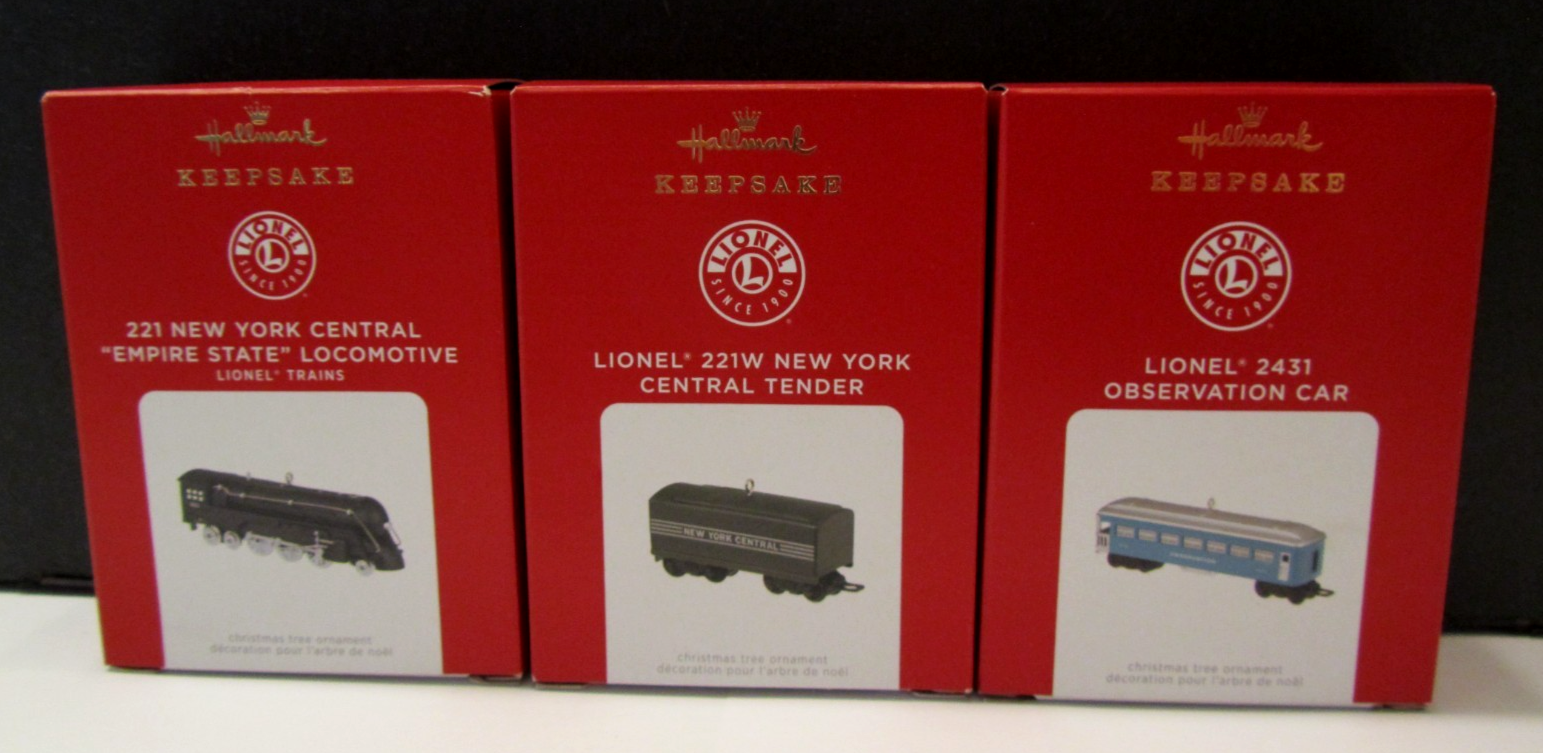 Hallmark
KEEPSAKE
LIONEL
L
SINCE 1900
221 NEW YORK CENTRAL
"EMPIRE STATE" LOCOMOTIVE
LIONEL® TRAINS
christmas tree ornament
décoration pour l'arbre de noël
Hallmark
KEEPSAKE
LIONEL
L
SINCE 1900
LIONEL® 221W NEW YORK
CENTRAL TENDER
NEW YORK CENTRAL
christmas tree ornament
décoration pour l'arbre de noël
Hallmark
KEEPSAKE
LIONEL
L
SINCE 1900
LIONEL® 2431
OBSERVATION CAR
christmas tree ornament
décoration pour l'arbre de noël